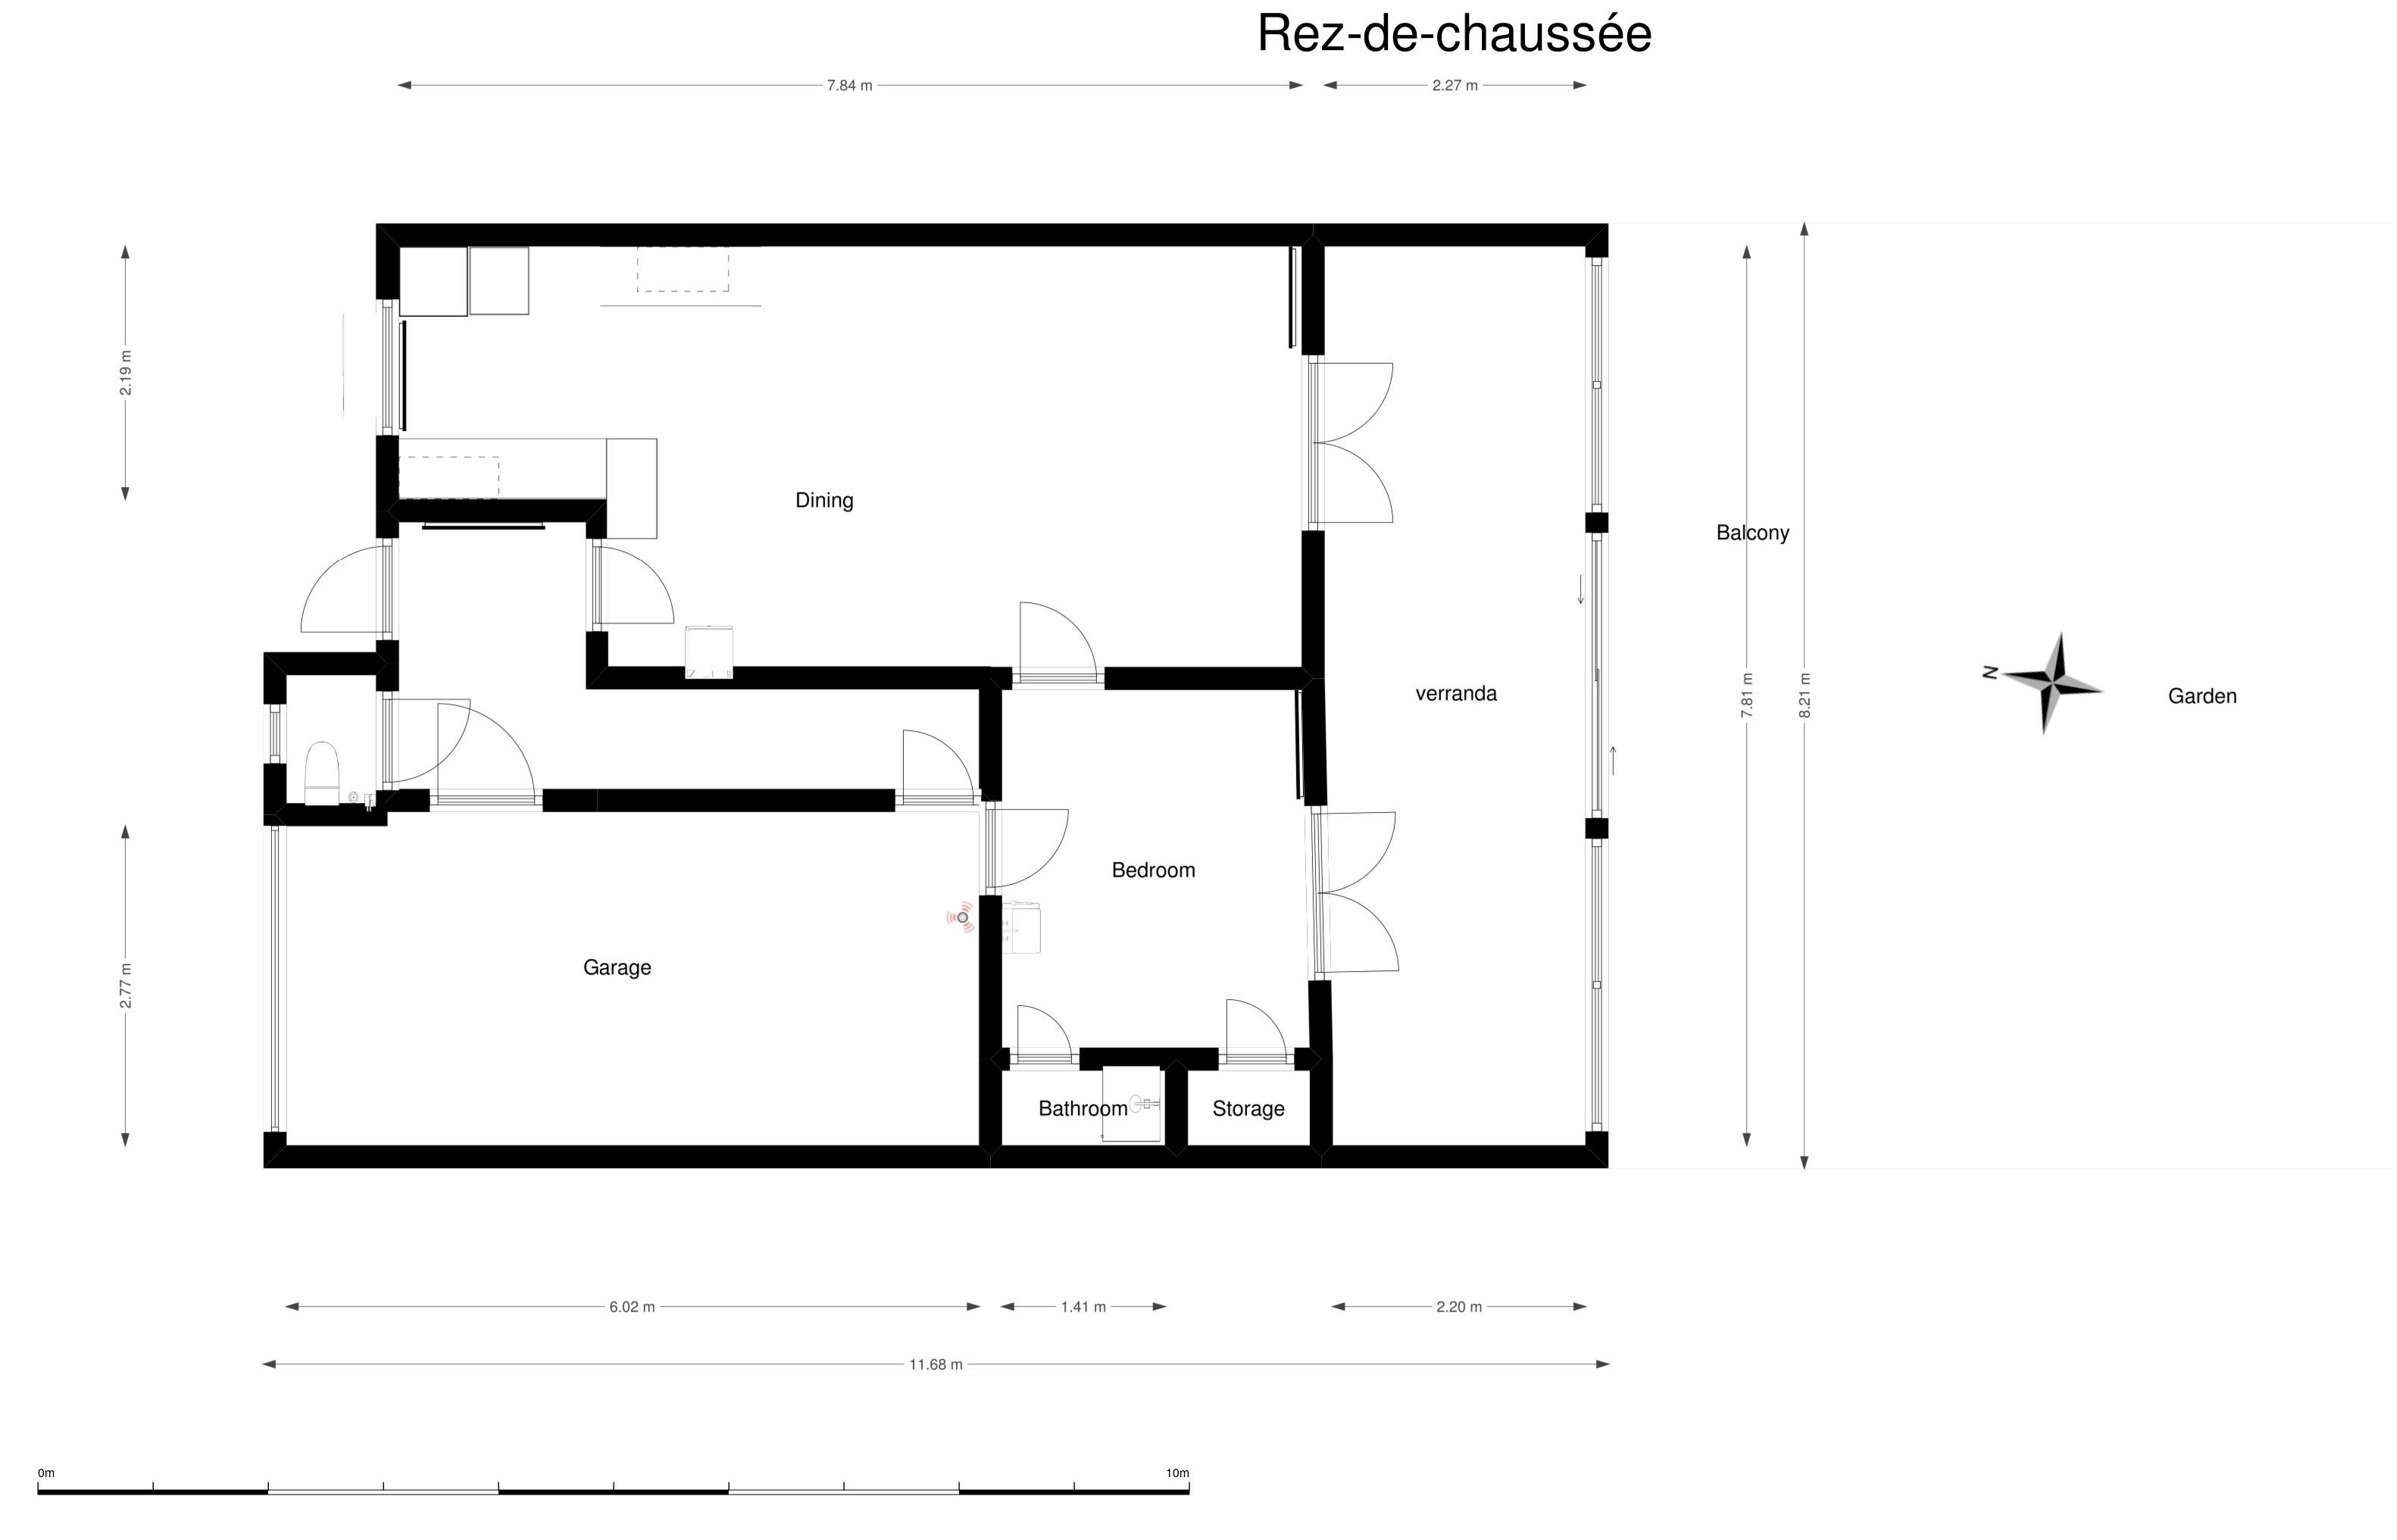 Rez-de-chaussée
7.84 m
2.27 m
2.19 m
Dining
Balcony
verranda
7.81 m
8.21 m
N
Garden
Bedroom
Garage
2.77 m
Bathroom
Storage
6.02 m
1.41 m
2.20 m
11.68 m
0m
10m